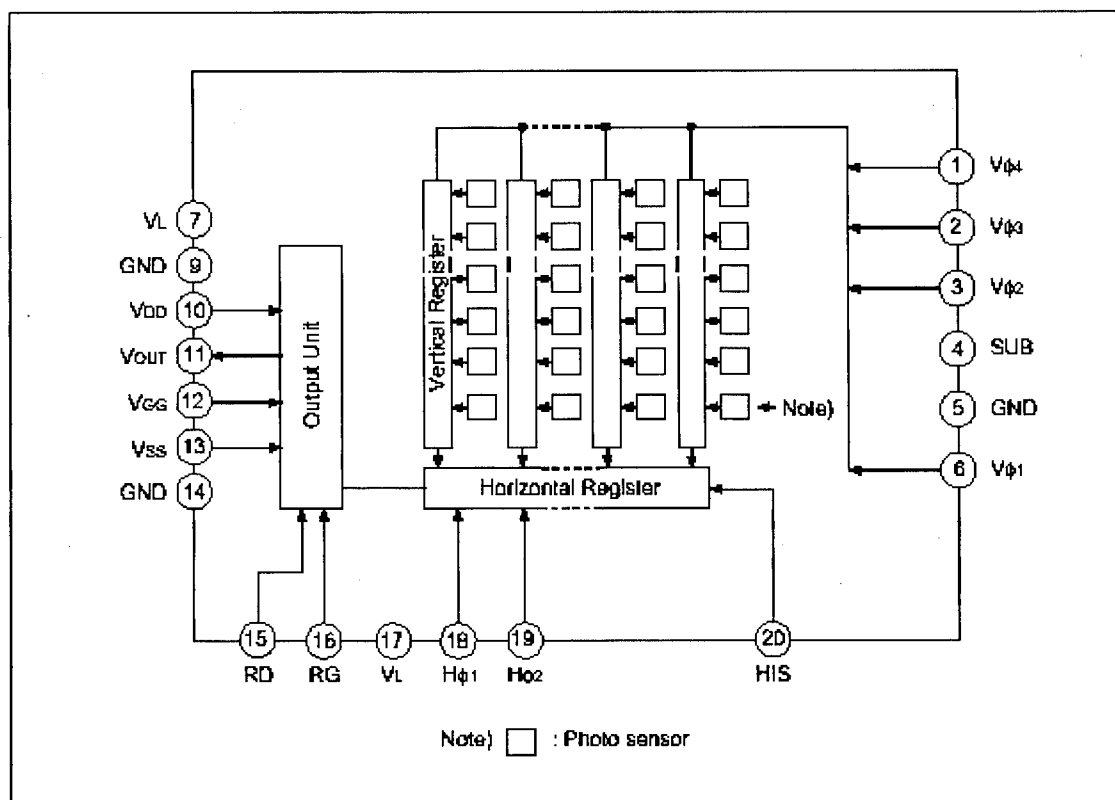 1 Vϕ4
2 Vϕ3
3 Vϕ2
4 SUB
5 GND
6 Vϕ1
VL 7
GND 9
VDD 10
VOUT 11
VGG 12
VSS 13
GND 14
Output Unit
Vertical Register
Note)
Horizontal Register
15 16 17 18 19 20
RD RG VL Hϕ1 Hϕ2 HIS
Note) : Photo sensor